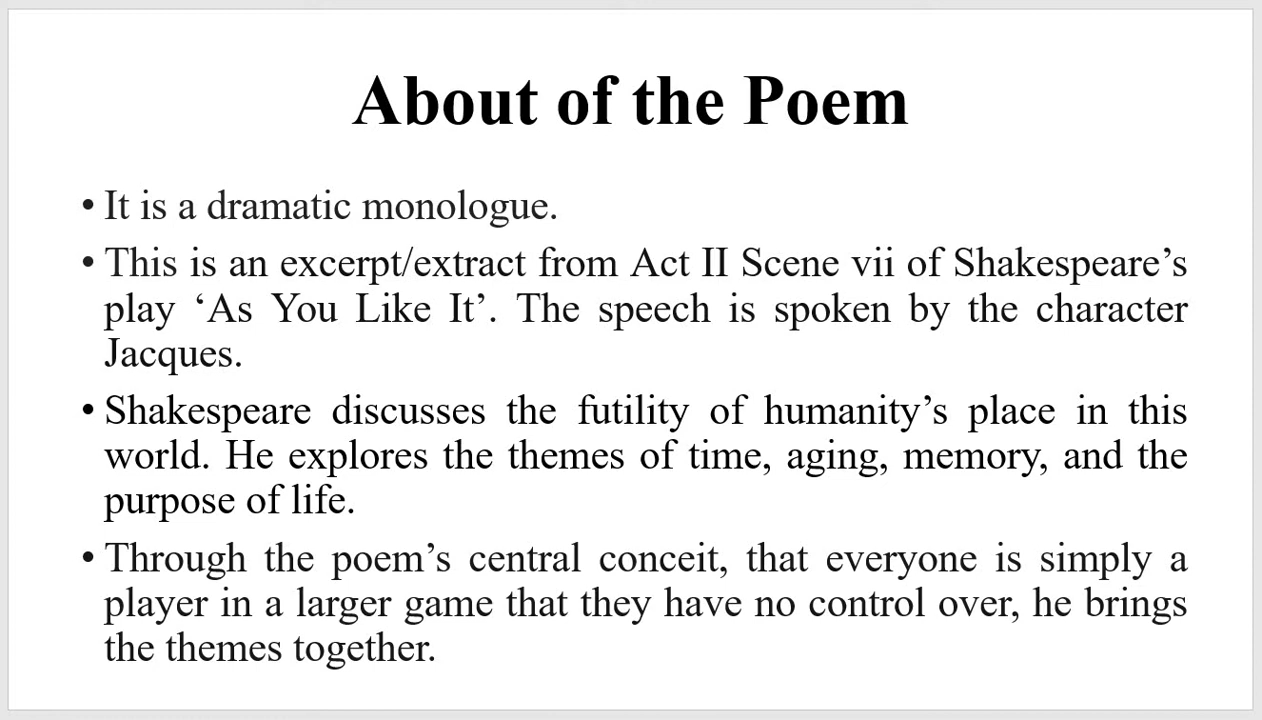 About of the Poem
• It is a dramatic monologue.
• This is an excerpt/extract from Act II Scene vii of Shakespeare’s
play ‘As You Like It’. The speech is spoken by the character
Jacques.
• Shakespeare discusses the futility of humanity’s place in this
world. He explores the themes of time, aging, memory, and the
purpose of life.
• Through the poem’s central conceit, that everyone is simply a
player in a larger game that they have no control over, he brings
the themes together.